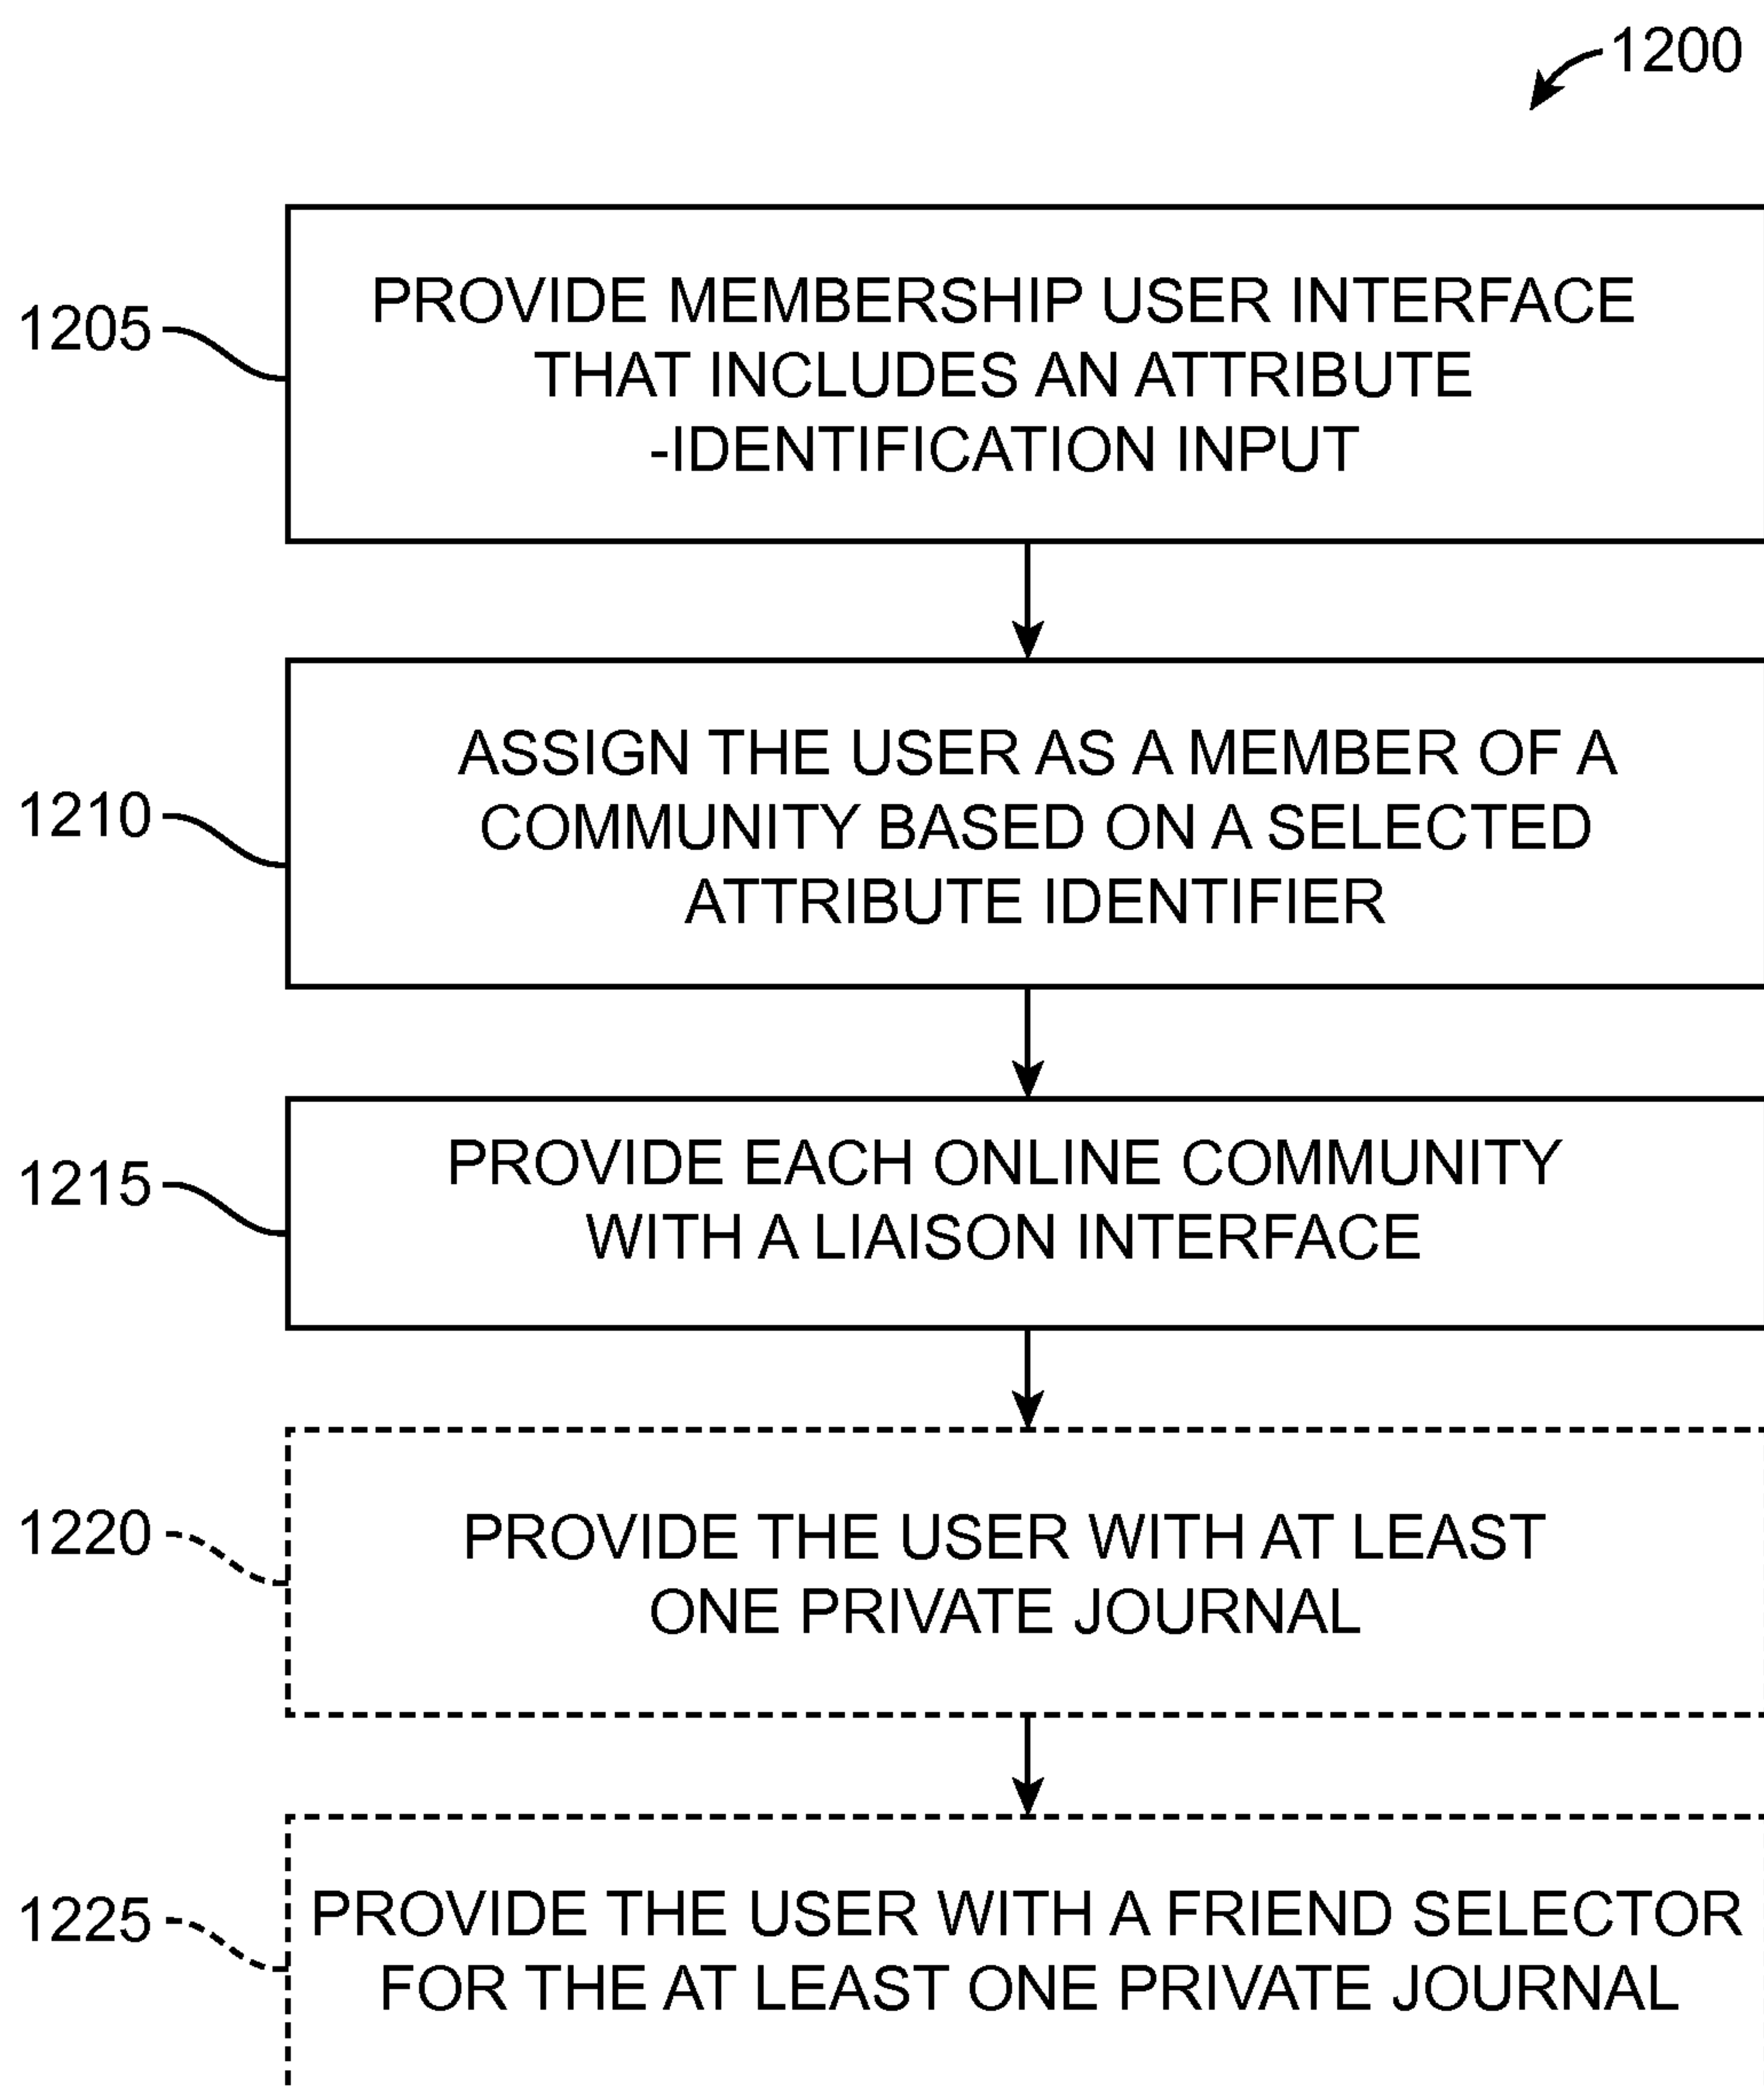 1200
1205
PROVIDE MEMBERSHIP USER INTERFACE
THAT INCLUDES AN ATTRIBUTE
-IDENTIFICATION INPUT
1210
ASSIGN THE USER AS A MEMBER OF A
COMMUNITY BASED ON A SELECTED
ATTRIBUTE IDENTIFIER
1215
PROVIDE EACH ONLINE COMMUNITY
WITH A LIAISON INTERFACE
1220
PROVIDE THE USER WITH AT LEAST
ONE PRIVATE JOURNAL
1225
PROVIDE THE USER WITH A FRIEND SELECTOR
FOR THE AT LEAST ONE PRIVATE JOURNAL